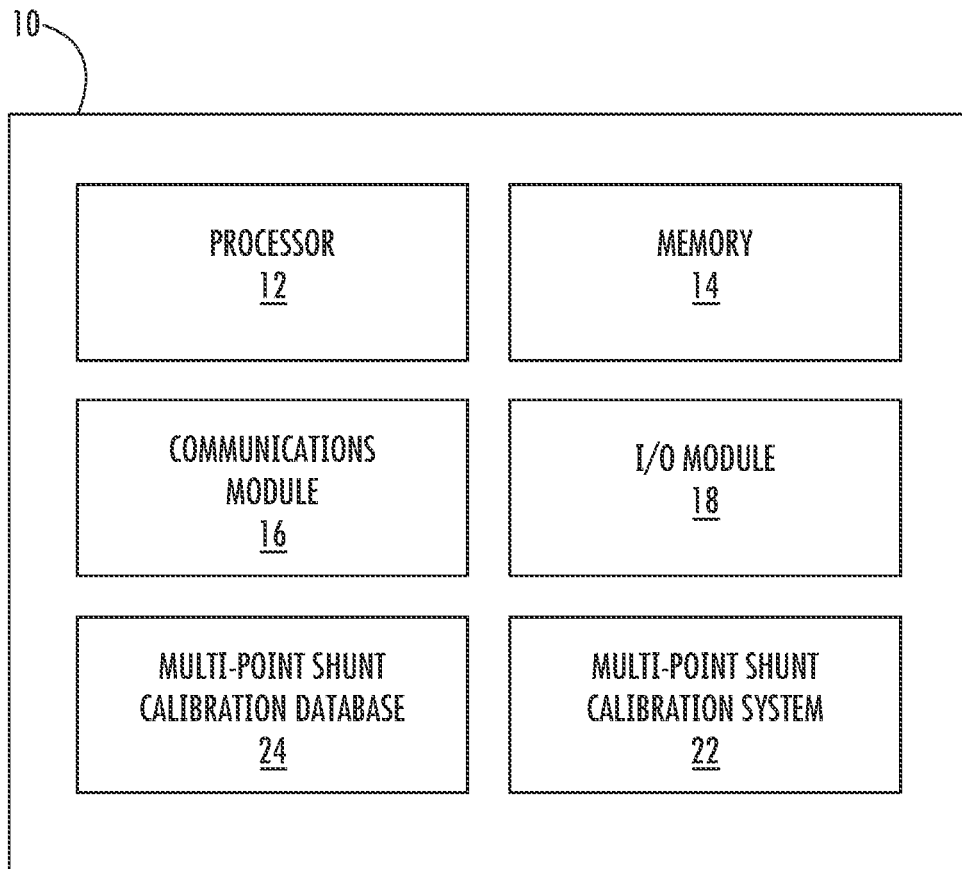 10
PROCESSOR
12
MEMORY
14
COMMUNICATIONS
MODULE
16
I/O MODULE
18
MULTI-POINT SHUNT
CALIBRATION DATABASE
24
MULTI-POINT SHUNT
CALIBRATION SYSTEM
22